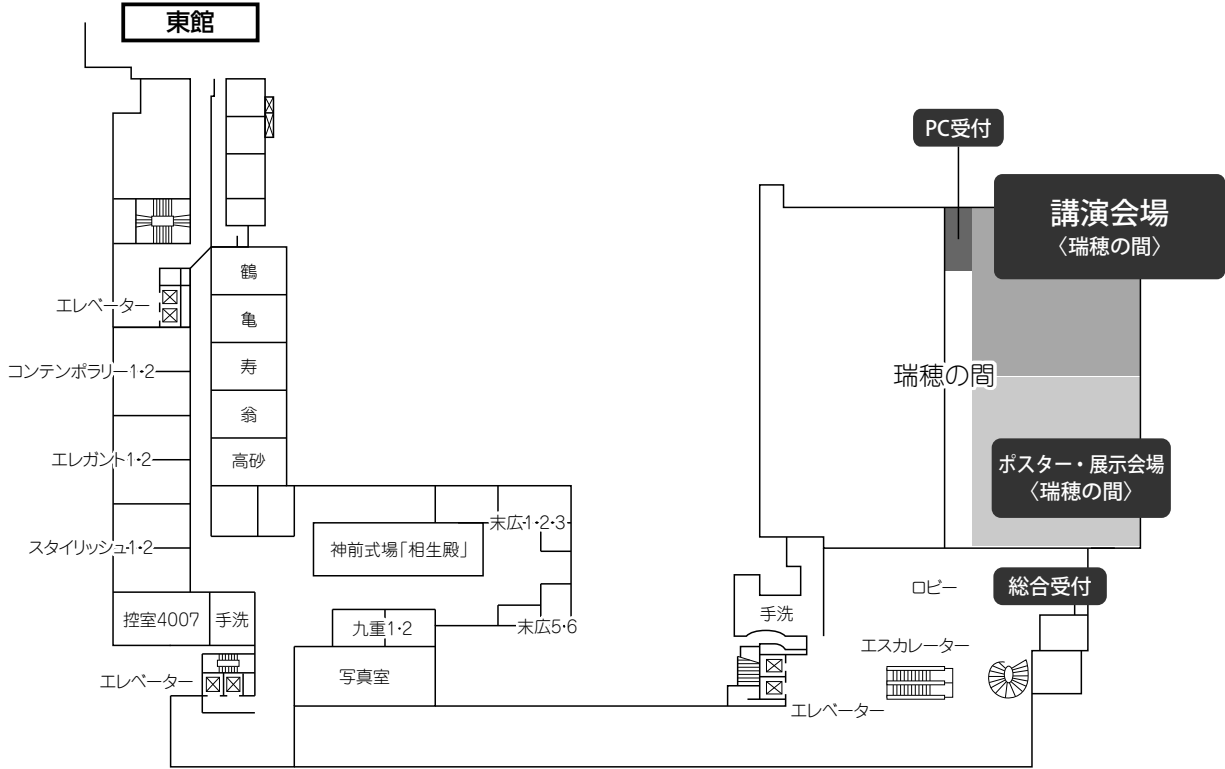 東館
PC受付
講演会場
〈瑞穂の間〉
鶴
エレベーター
亀
コンテンポラリー1・2
寿
瑞穂の間
翁
エレガント1・2
高砂
ポスター・展示会場
〈瑞穂の間〉
末広1・2・3
スタイリッシュ1・2
神前式場「相生殿」
ロビー
総合受付
控室4007
手洗
九重1・2
末広5・6
手洗
エスカレーター
エレベーター
写真室
エレベーター